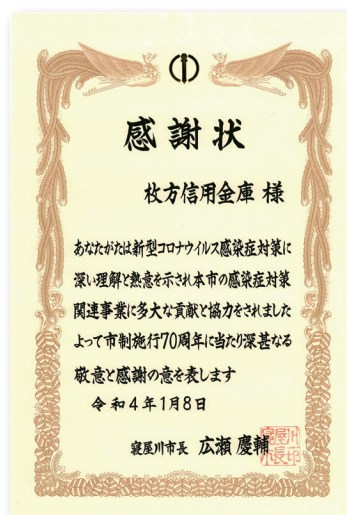 感謝状
枚方信用金庫 様
あなたがたは新型コロナウイルス感染症対策に
深い理解と熱意を示され本市の感染症対策
関連事業に多大な貢献と協力をされました
よって市制施行70周年に当たり深甚なる
敬意と感謝の意を表します
令和4年1月8日
寝屋川市長 広瀬慶輔